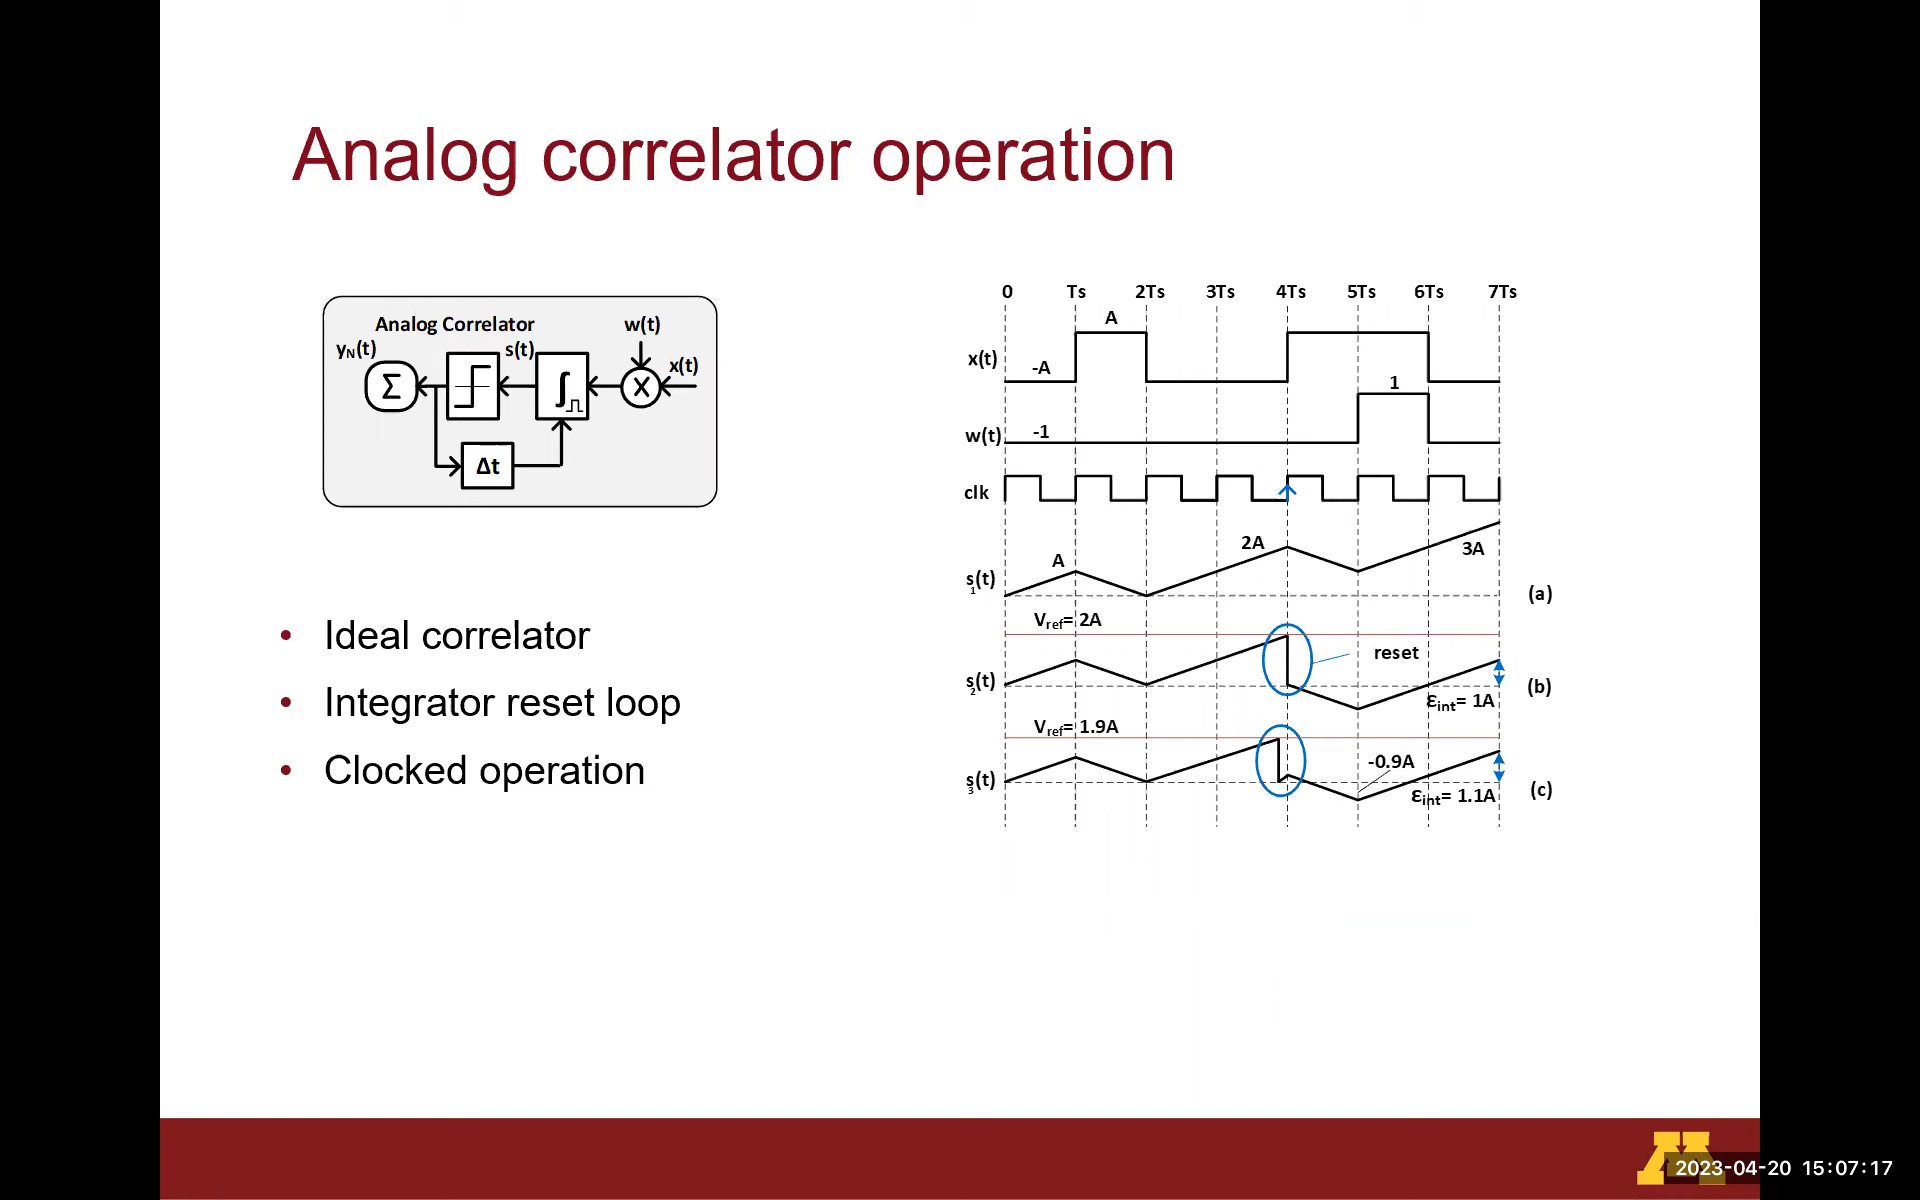 Analog correlator operation
Analog Correlator
w(t)
yN(t)
s(t)
x(t)
Σ
∫
X
Δt
Ideal correlator
Integrator reset loop
Clocked operation
0 Ts 2Ts 3Ts 4Ts 5Ts 6Ts 7Ts
A
x(t)
-A
1
w(t)
-1
clk
2A
A
3A
s1(t)
(a)
Vref= 2A
reset
s2(t)
(b)
εint= 1A
Vref= 1.9A
-0.9A
s3(t)
(c)
εint= 1.1A
M
2023-04-20 15:07:17